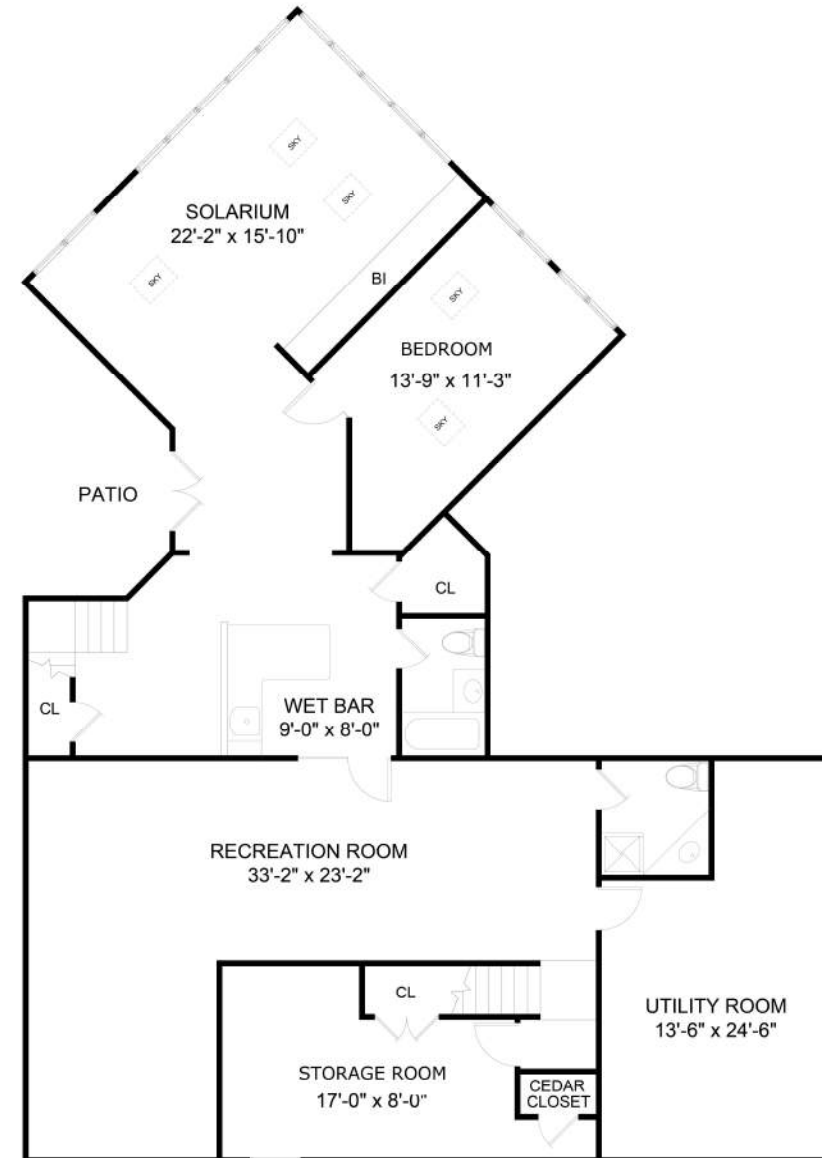 SKY
SKY
SOLARIUM
22'-2" x 15'-10"
SKY
BI
SKY
BEDROOM
13'-9" x 11'-3"
SKY
PATIO
CL
CL
WET BAR
9'-0" x 8'-0"
RECREATION ROOM
33'-2" x 23'-2"
CL
UTILITY ROOM
13'-6" x 24'-6"
STORAGE ROOM
17'-0" x 8'-0"
CEDAR
CLOSET